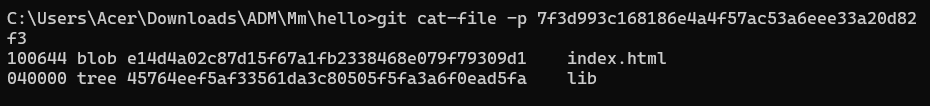 C:\Users\Acer\Downloads\ADM\Mm\hello>git cat-file -p 7f3d993c168186e4a4f57ac53a6eee33a20d82
f3
100644 blob e14d4a02c87d15f67a1fb2338468e079f79309d1    index.html
040000 tree 45764eef5af33561da3c80505f5fa3a6f0ead5fa    lib